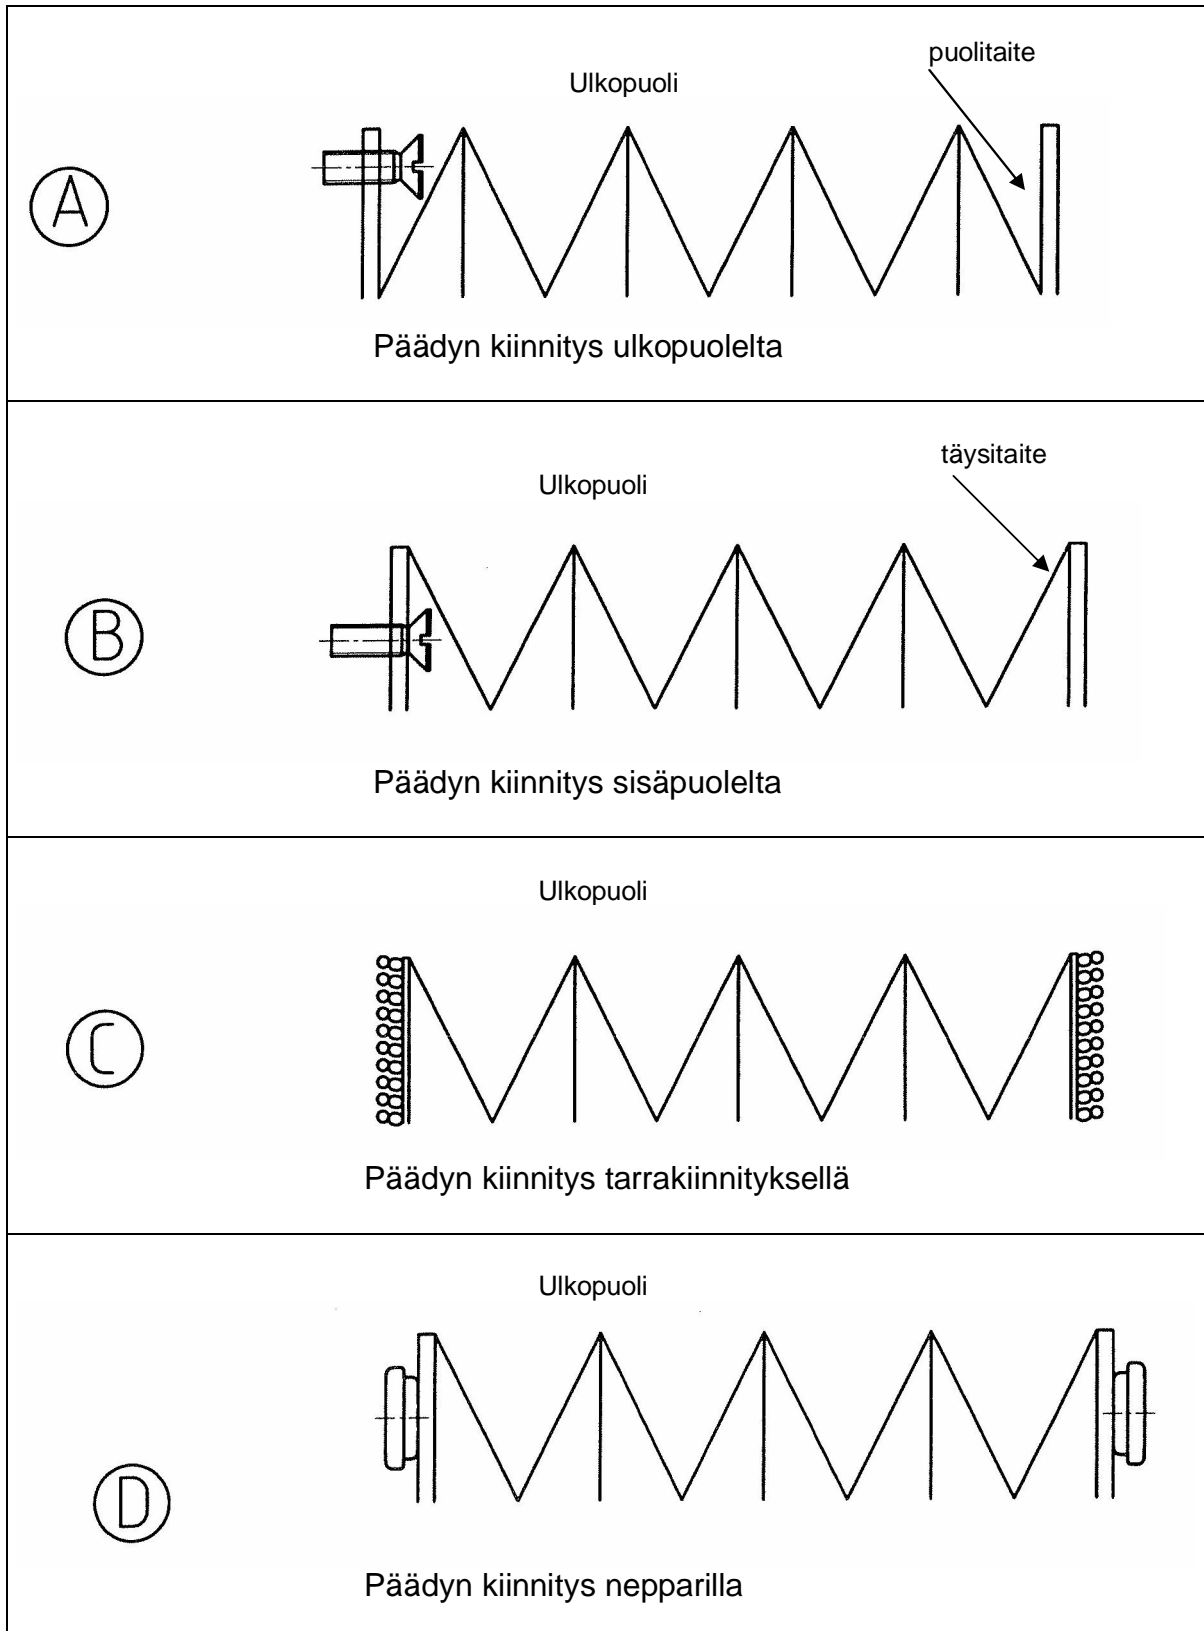 puolitaite
Ulkopuoli
A
Päädyn kiinnitys ulkopuolelta
täysitaite
Ulkopuoli
B
Päädyn kiinnitys sisäpuolelta
Ulkopuoli
C
Päädyn kiinnitys tarrakiinnityksellä
Ulkopuoli
D
Päädyn kiinnitys nepparilla